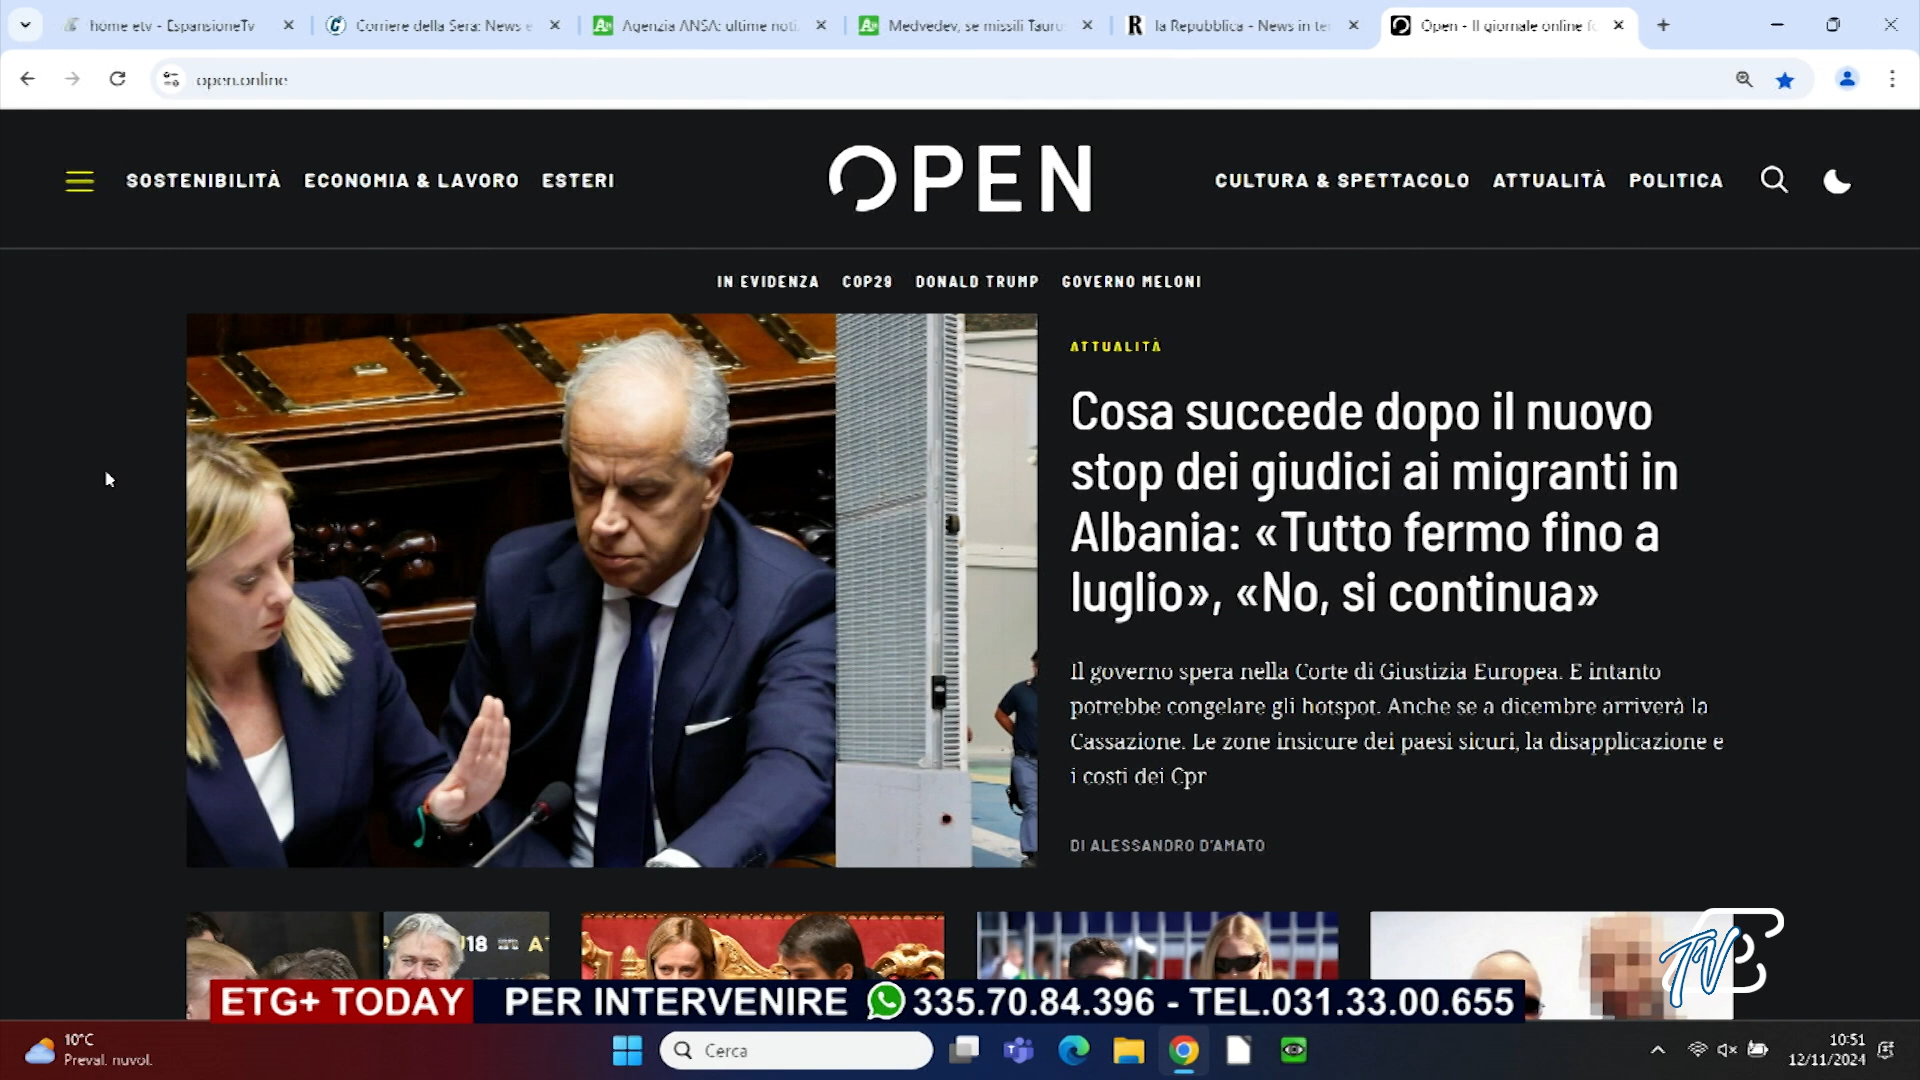 home etv - EspansioneTv
Corriere della Sera: News e
Agenzia ANSA: ultime noti
Medvedev, se missili Tauru
la Repubblica - News in te
Open - Il giornale online fo
open.online
SOSTENIBILITÀ
ECONOMIA & LAVORO
ESTERI
OPEN
CULTURA & SPETTACOLO
ATTUALITÀ
POLITICA
IN EVIDENZA
COP29
DONALD TRUMP
GOVERNO MELONI
ATTUALITÀ
Cosa succede dopo il nuovo
stop dei giudici ai migranti in
Albania: «Tutto fermo fino a
luglio», «No, si continua»
Il governo spera nella Corte di Giustizia Europea. E intanto
potrebbe congelare gli hotspot. Anche se a dicembre arriverà la
Cassazione. Le zone insicure dei paesi sicuri, la disapplicazione e
i costi dei Cpr
DI ALESSANDRO D'AMATO
ETG+ TODAY
PER INTERVENIRE 335.70.84.396 - TEL.031.33.00.655
10°C
Preval. nuvol.
Cerca
10:51
12/11/2024